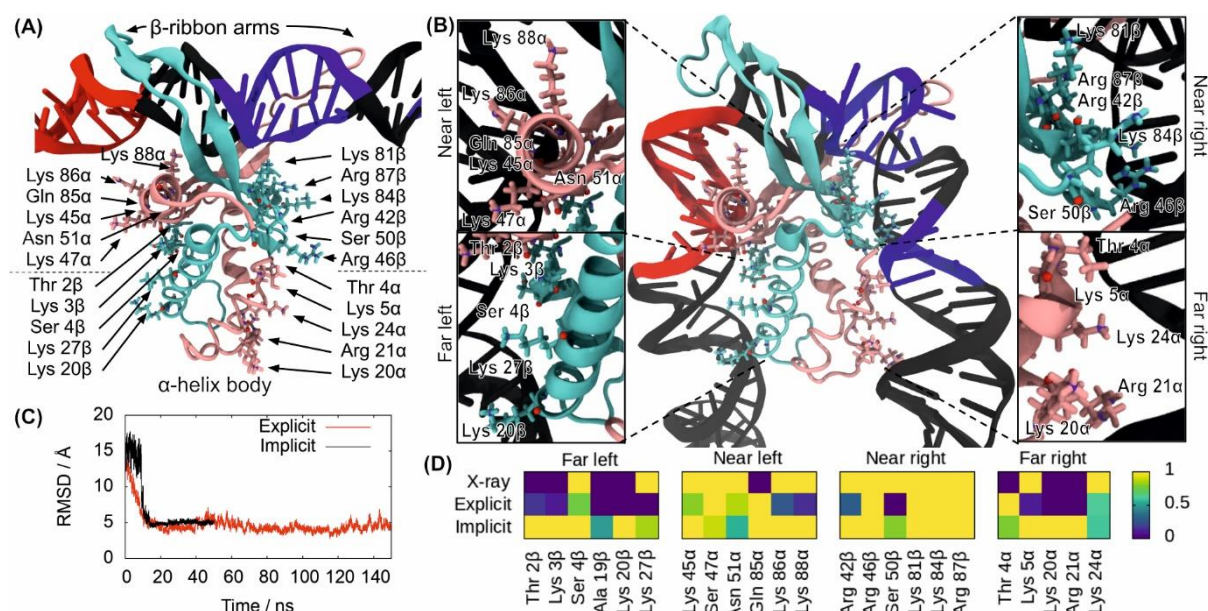 (A)
β-ribbon arms
Lys 88α
Lys 86α
Gln 85α
Lys 45α
Asn 51α
Lys 47α
Thr 2β
Lys 3β
Ser 4β
Lys 27β
Lys 20β
Lys 81β
Arg 87β
Lys 84β
Arg 42β
Ser 50β
Arg 46β
Thr 4α
Lys 5α
Lys 24α
Arg 21α
Lys 20α
α-helix body
(B)
Near left
Lys 88α
Lys 86α
Gln 85α
Lys 45α
Asn 51α
Lys 47α
Far left
Thr 2β
Lys 3β
Ser 4β
Lys 27β
Lys 20β
Near right
Lys 81β
Arg 87β
Arg 42β
Lys 84β
Arg 46β
Ser 50β
Far right
Thr 4α
Lys 5α
Lys 24α
Arg 21α
Lys 20α
(C)
RMSD / Å
20
15
10
5
0
Explicit
Implicit
0 20 40 60 80 100 120 140
Time / ns
(D)
Far left Near left Near right Far right
X-ray
Explicit
Implicit
Thr 2β
Lys 3β
Ser 4β
Ala 19β
Lys 20β
Lys 27β
Lys 45α
Ser 47α
Asn 51α
Gln 85α
Lys 86α
Lys 88α
Arg 42β
Arg 46β
Ser 50β
Lys 81β
Lys 84β
Arg 87β
Thr 4α
Lys 5α
Lys 20α
Arg 21α
Lys 24α
1
0.5
0